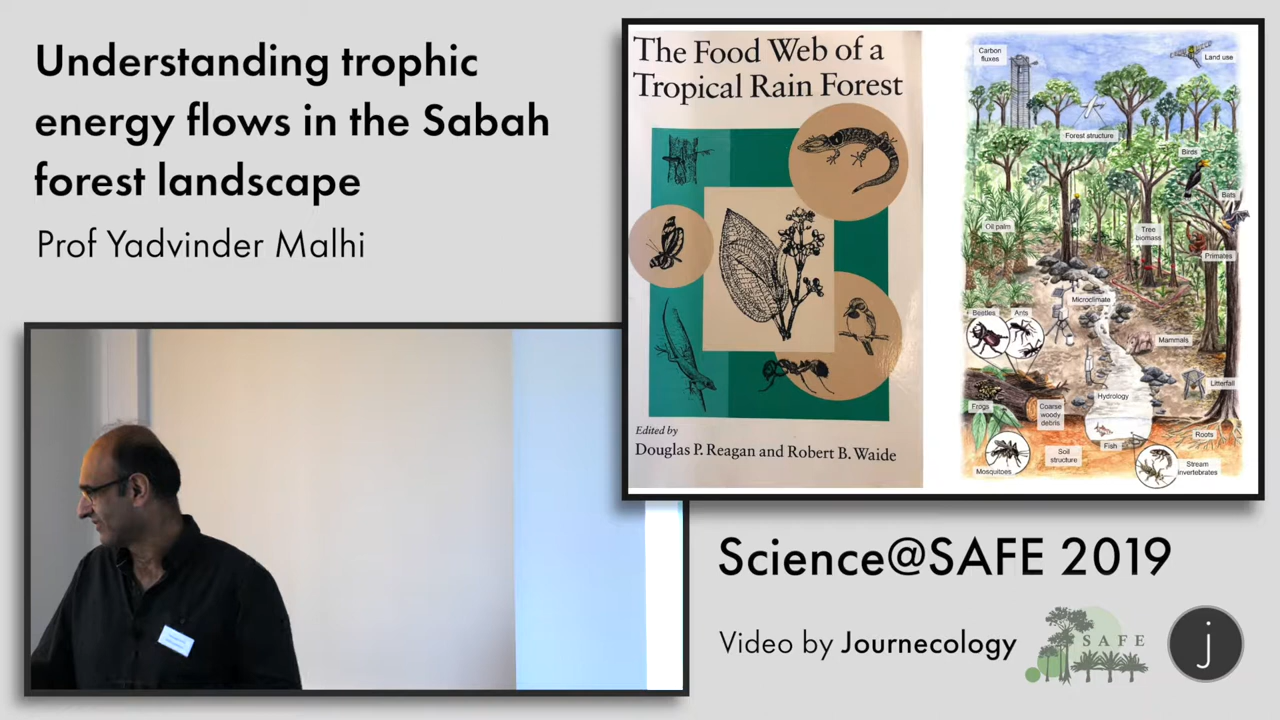 Understanding trophic
energy flows in the Sabah
forest landscape
Prof Yadvinder Malhi
The Food Web of a
Tropical Rain Forest
Edited by
Douglas P. Reagan and Robert B. Waide
Carbon
fluxes
Land use
Forest structure
Birds
Bats
Oil palm
Tree
biomass
Primates
Microclimate
Beetles
Ants
Mammals
Litterfall
Hydrology
Frogs
Coarse
woody
debris
Roots
Fish
Soil
structure
Stream
invertebrates
Mosquitoes
Science@SAFE 2019
Video by Journecology
SAFE
j